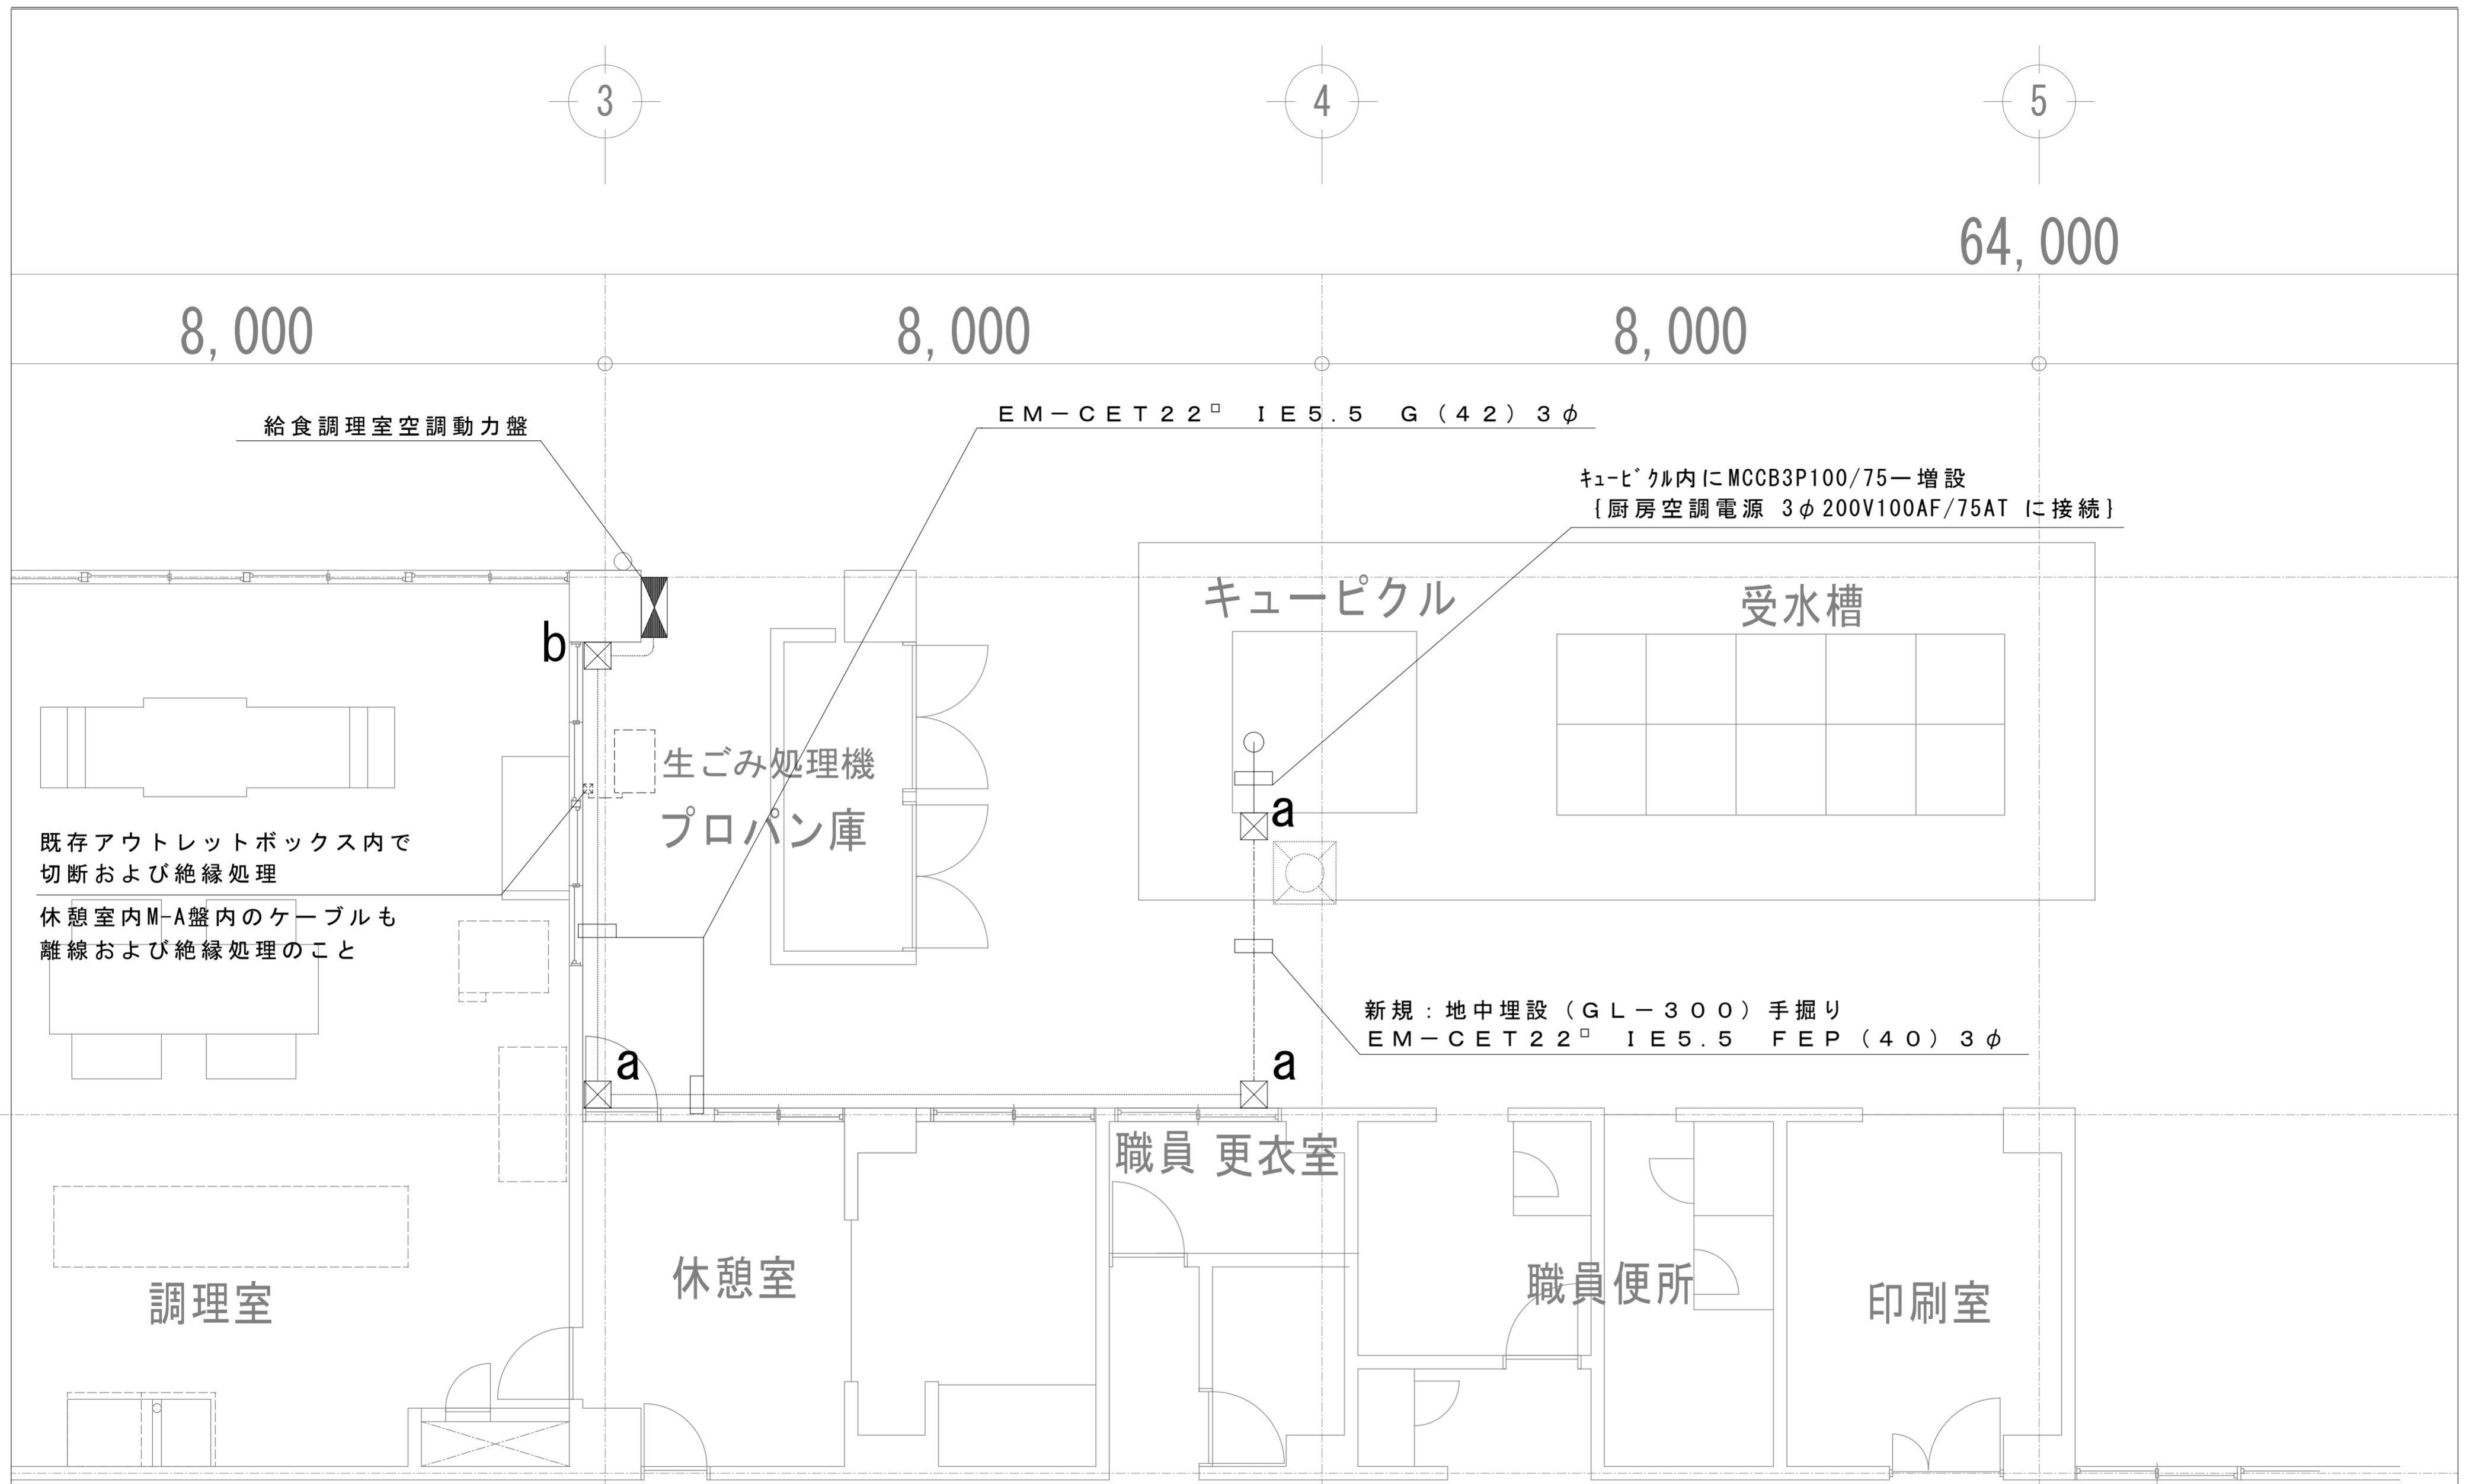 3
4
5
64,000
8,000
8,000
8,000
給食調理室空調動力盤
EM－CET22□ IE5.5 G（42）3φ
ｷｭｰﾋﾞｸﾙ内にMCCB3P100/75―増設
{厨房空調電源 3φ200V100AF/75AT に接続}
キュービクル
受水槽
b
生ごみ処理機
プロパン庫
a
既存アウトレットボックス内で
切断および絶縁処理
休憩室内M-A盤内のケーブルも
離線および絶縁処理のこと
新規：地中埋設（GL－300）手掘り
EM－CET22□ IE5.5 FEP（40）3φ
a
a
職員 更衣室
調理室
休憩室
職員便所
印刷室